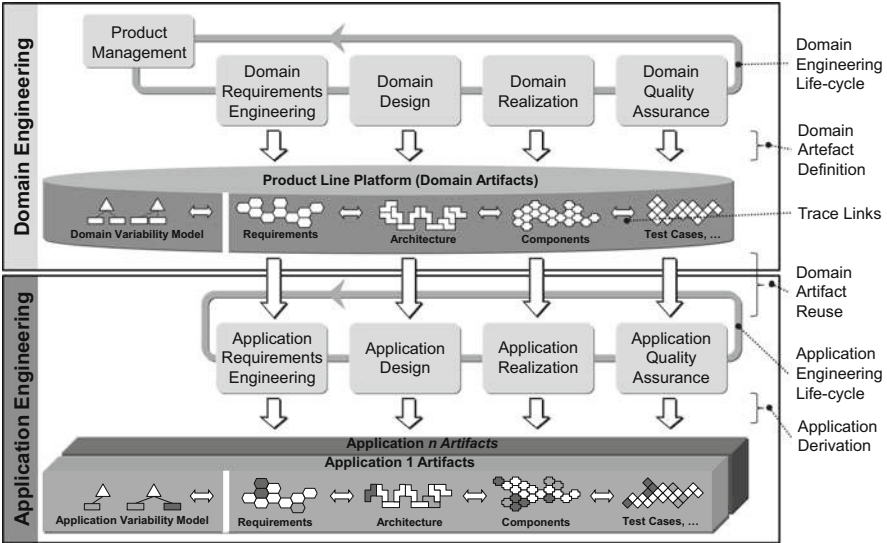 Domain Engineering
Product
Management
Domain
Requirements
Engineering
Domain
Design
Domain
Realization
Domain
Quality
Assurance
Domain
Engineering
Life-cycle
Domain
Artefact
Definition
Product Line Platform (Domain Artifacts)
Domain Variability Model
Requirements
Architecture
Components
Test Cases, ...
Trace Links
Domain
Artifact
Reuse
Application Engineering
Application
Requirements
Engineering
Application
Design
Application
Realization
Application
Quality
Assurance
Application
Engineering
Life-cycle
Application
Derivation
Application n Artifacts
Application 1 Artifacts
Application Variability Model
Requirements
Architecture
Components
Test Cases, ...